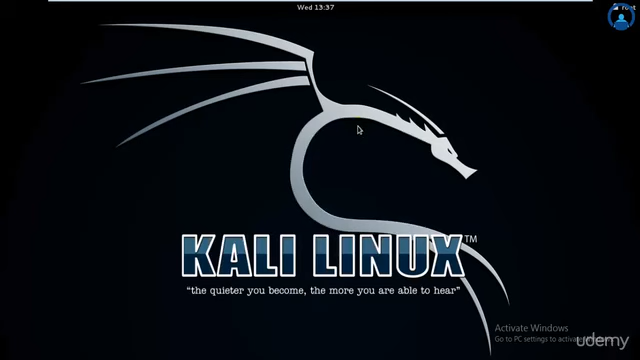 Wed 13:37
root
KALI LINUX™
“the quieter you become, the more you are able to hear”
Activate Windows
Go to PC settings to activate
udemy